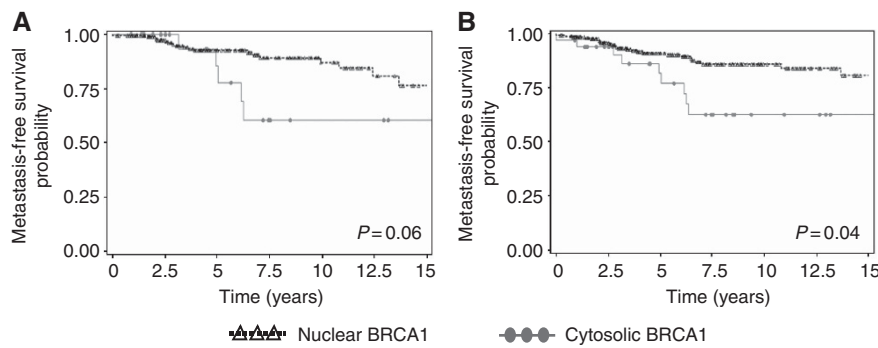 A
Metastasis-free survival
probability
1.00
0.75
0.50
0.25
0.00
P=0.06
0 2.5 5 7.5 10 12.5 15
Time (years)
B
Metastasis-free survival
probability
1.00
0.75
0.50
0.25
0.00
P=0.04
0 2.5 5 7.5 10 12.5 15
Time (years)
Nuclear BRCA1
Cytosolic BRCA1